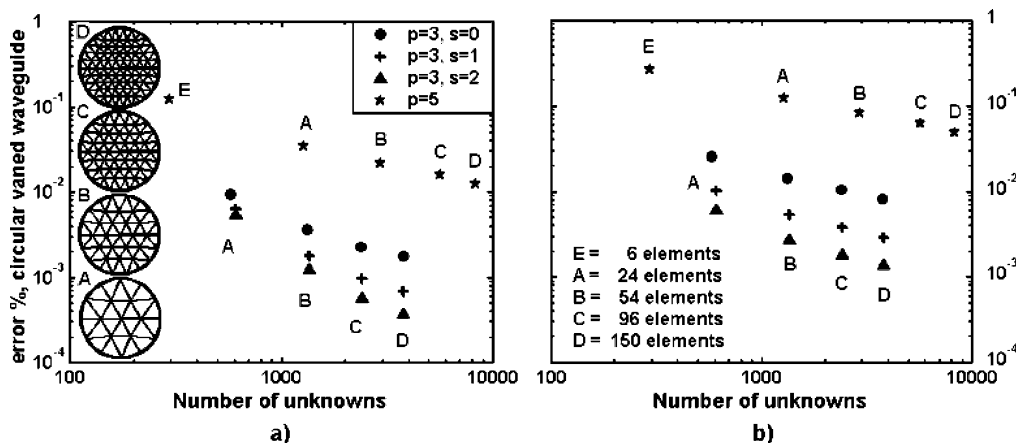 error %, circular vaned waveguide
1
10^-1
10^-2
10^-3
10^-4
D
C
B
A
p=3, s=0
p=3, s=1
p=3, s=2
p=5
E
A
B
C
D
A
B
C
D
100
1000
10000
Number of unknowns
a)
E
A
B
C
D
A
B
C
D
E = 6 elements
A = 24 elements
B = 54 elements
C = 96 elements
D = 150 elements
1
10^-1
10^-2
10^-3
10^-4
100
1000
10000
Number of unknowns
b)